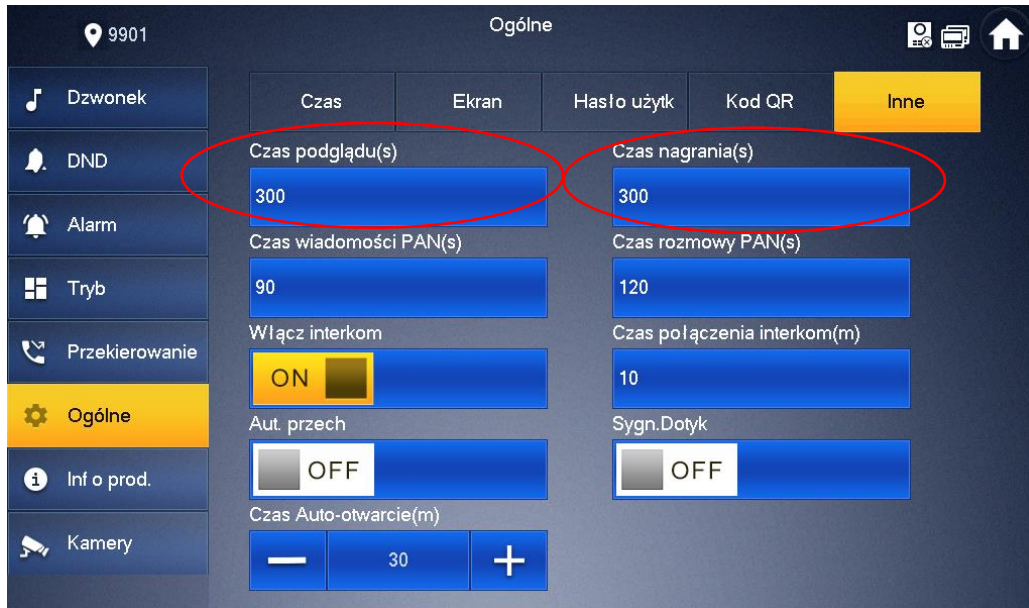 9901
Ogólne
Dzwonek
DND
Alarm
Tryb
Przekierowanie
Ogólne
Inf o prod.
Kamery
Czas Ekran Hasło użytk Kod QR Inne
Czas podglądu(s) Czas nagrania(s)
300 300
Czas wiadomości PAN(s) Czas rozmowy PAN(s)
90 120
Włącz interkom Czas połączenia interkom(m)
ON 10
Aut. przech Sygn.Dotyk
OFF OFF
Czas Auto-otwarcie(m)
30